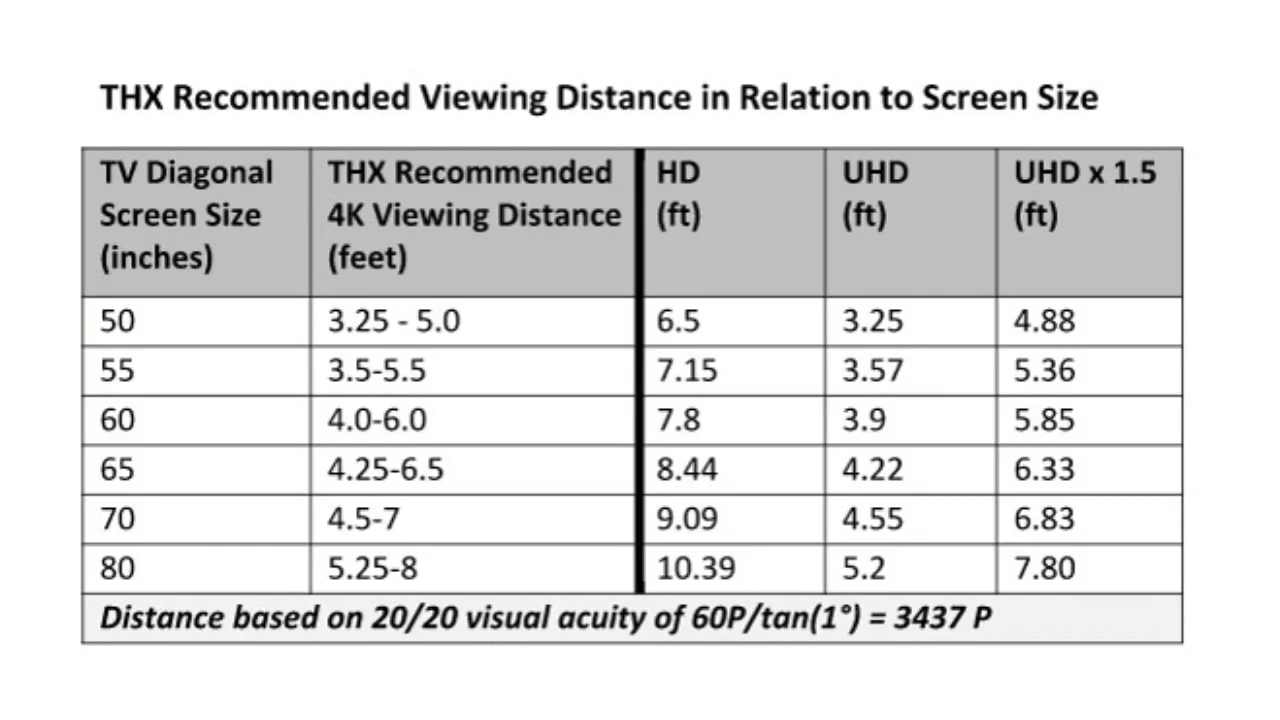 THX Recommended Viewing Distance in Relation to Screen Size
TV Diagonal Screen Size (inches) THX Recommended 4K Viewing Distance (feet) HD (ft) UHD (ft) UHD x 1.5 (ft)
50 3.25 - 5.0 6.5 3.25 4.88
55 3.5-5.5 7.15 3.57 5.36
60 4.0-6.0 7.8 3.9 5.85
65 4.25-6.5 8.44 4.22 6.33
70 4.5-7 9.09 4.55 6.83
80 5.25-8 10.39 5.2 7.80
Distance based on 20/20 visual acuity of 60P/tan(1°) = 3437 P